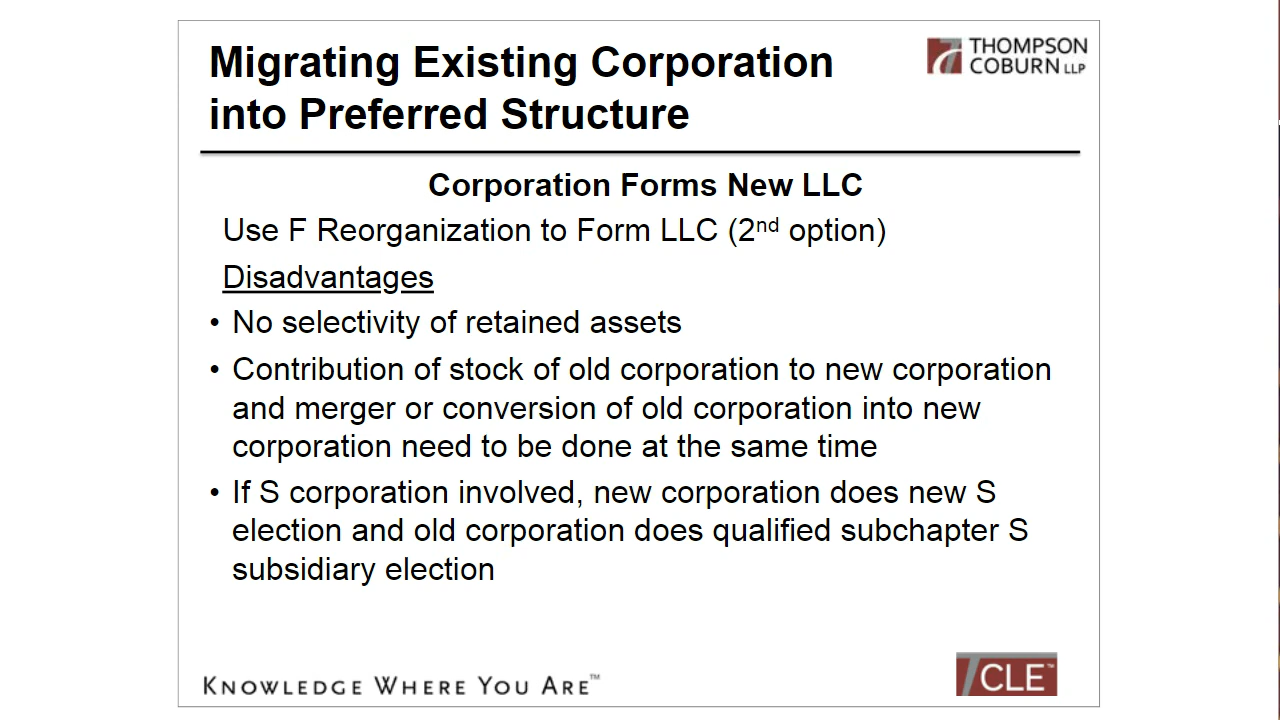 Migrating Existing Corporation
into Preferred Structure
THOMPSON
COBURN LLP
Corporation Forms New LLC
Use F Reorganization to Form LLC (2nd option)
Disadvantages
• No selectivity of retained assets
• Contribution of stock of old corporation to new corporation
and merger or conversion of old corporation into new
corporation need to be done at the same time
• If S corporation involved, new corporation does new S
election and old corporation does qualified subchapter S
subsidiary election
KNOWLEDGE WHERE YOU ARE™
CLE™